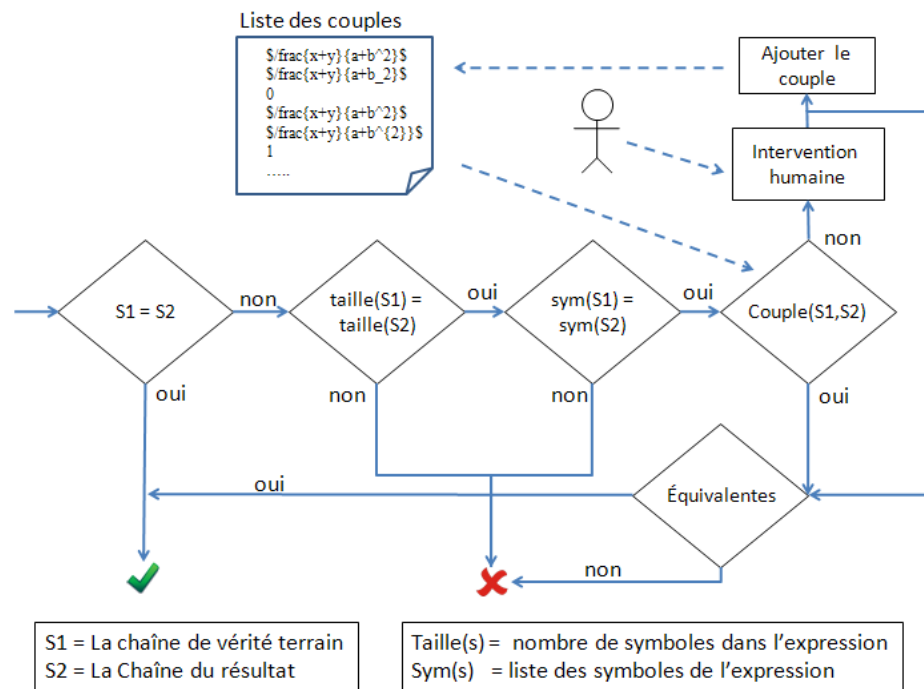 Liste des couples
$/frac{x+y}{a+b^2}$
$/frac{x+y}{a+b_2}$
0
$/frac{x+y}{a+b^2}$
$/frac{x+y}{a+b^{2}}$
1
.....
Ajouter le
couple
Intervention
humaine
non
S1 = S2
non
taille(S1) =
taille(S2)
oui
sym(S1) =
sym(S2)
oui
Couple(S1,S2)
oui
non
non
oui
oui
Équivalentes
non
S1 = La chaîne de vérité terrain
S2 = La Chaîne du résultat
Taille(s) = nombre de symboles dans l'expression
Sym(s) = liste des symboles de l'expression